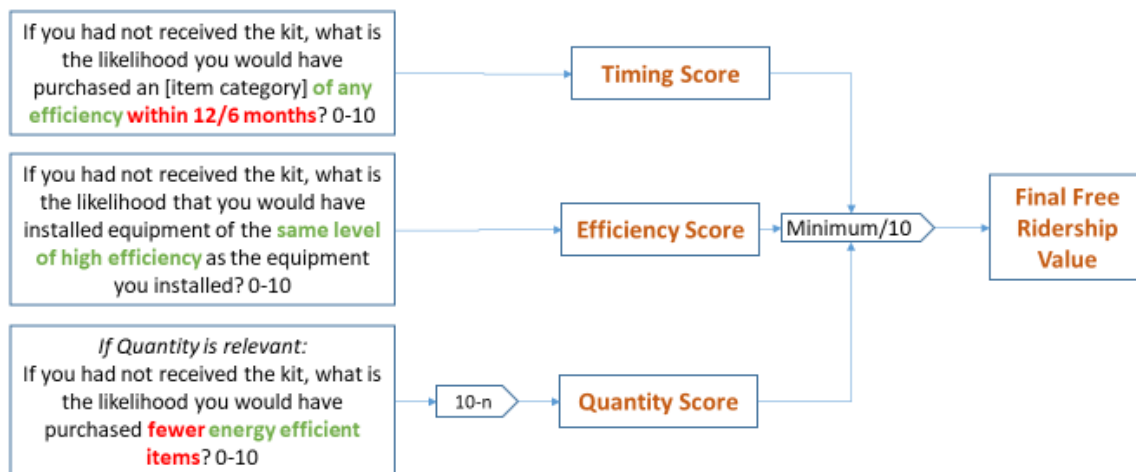 If you had not received the kit, what is
the likelihood you would have
purchased an [item category] of any
efficiency within 12/6 months? 0-10
Timing Score
If you had not received the kit, what is
the likelihood that you would have
installed equipment of the same level
of high efficiency as the equipment
you installed? 0-10
Efficiency Score
Minimum/10
Final Free
Ridership
Value
If Quantity is relevant:
If you had not received the kit, what is
the likelihood you would have
purchased fewer energy efficient
items? 0-10
10-n
Quantity Score